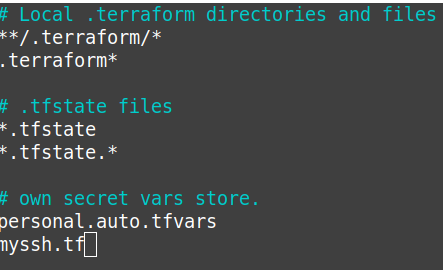 # Local .terraform directories and files
**/.terraform/*
.terraform*
# .tfstate files
*.tfstate
*.tfstate.*
# own secret vars store.
personal.auto.tfvars
myssh.tf